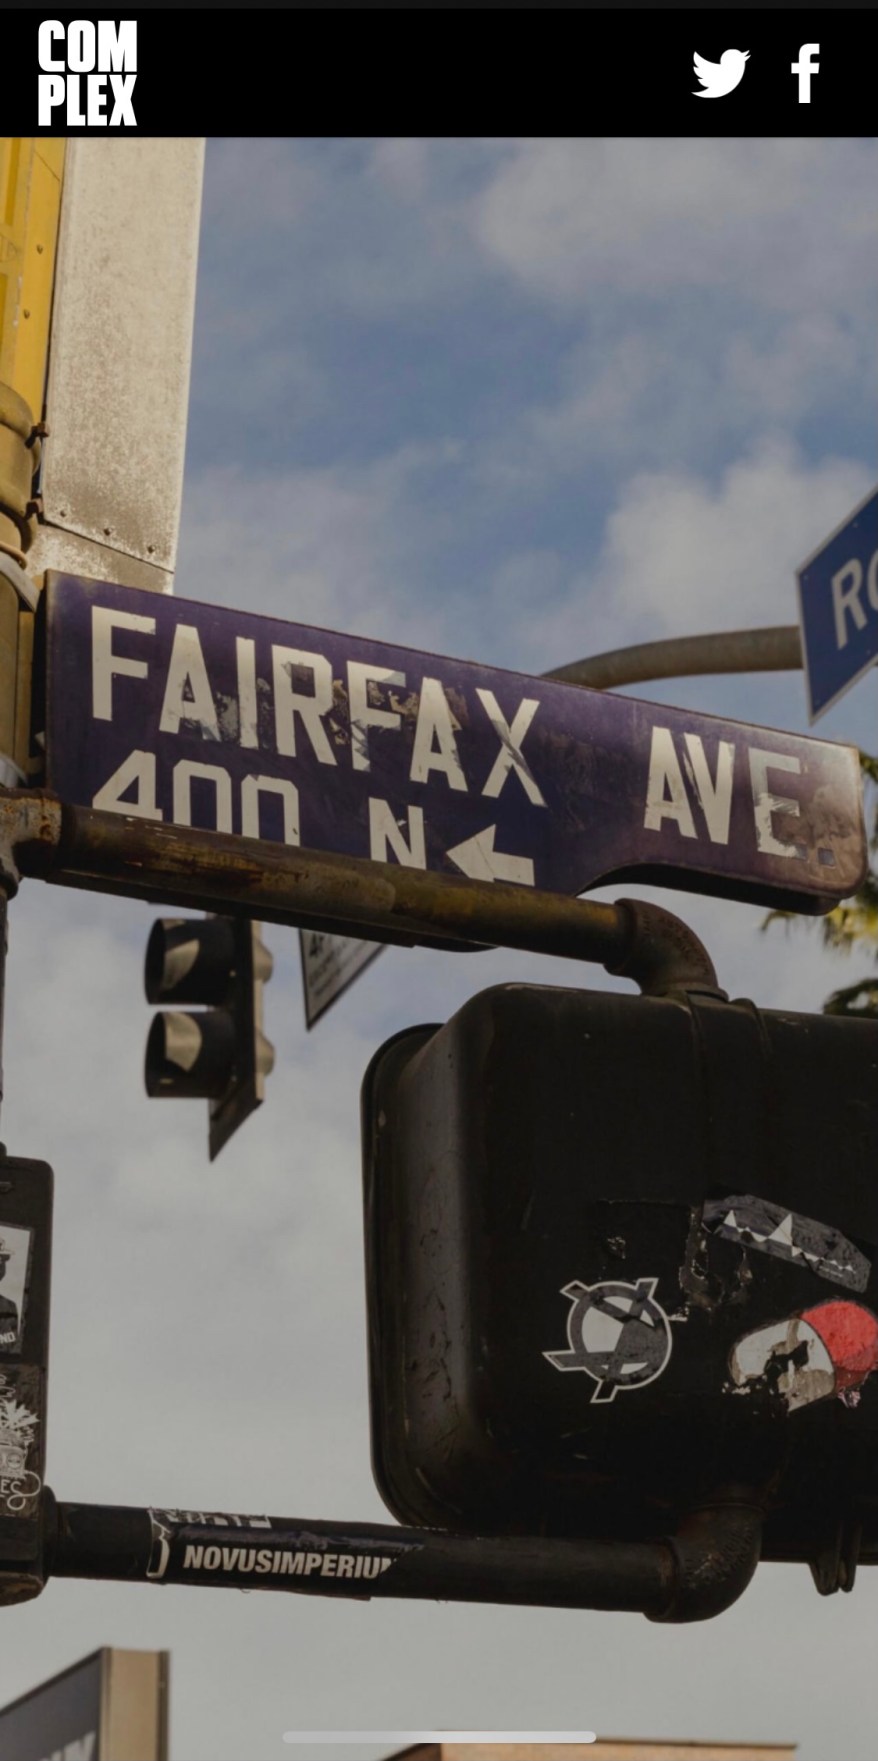 COM
PLEX
FAIRFAX AVE.
400 N
NOVUSIMPERIU